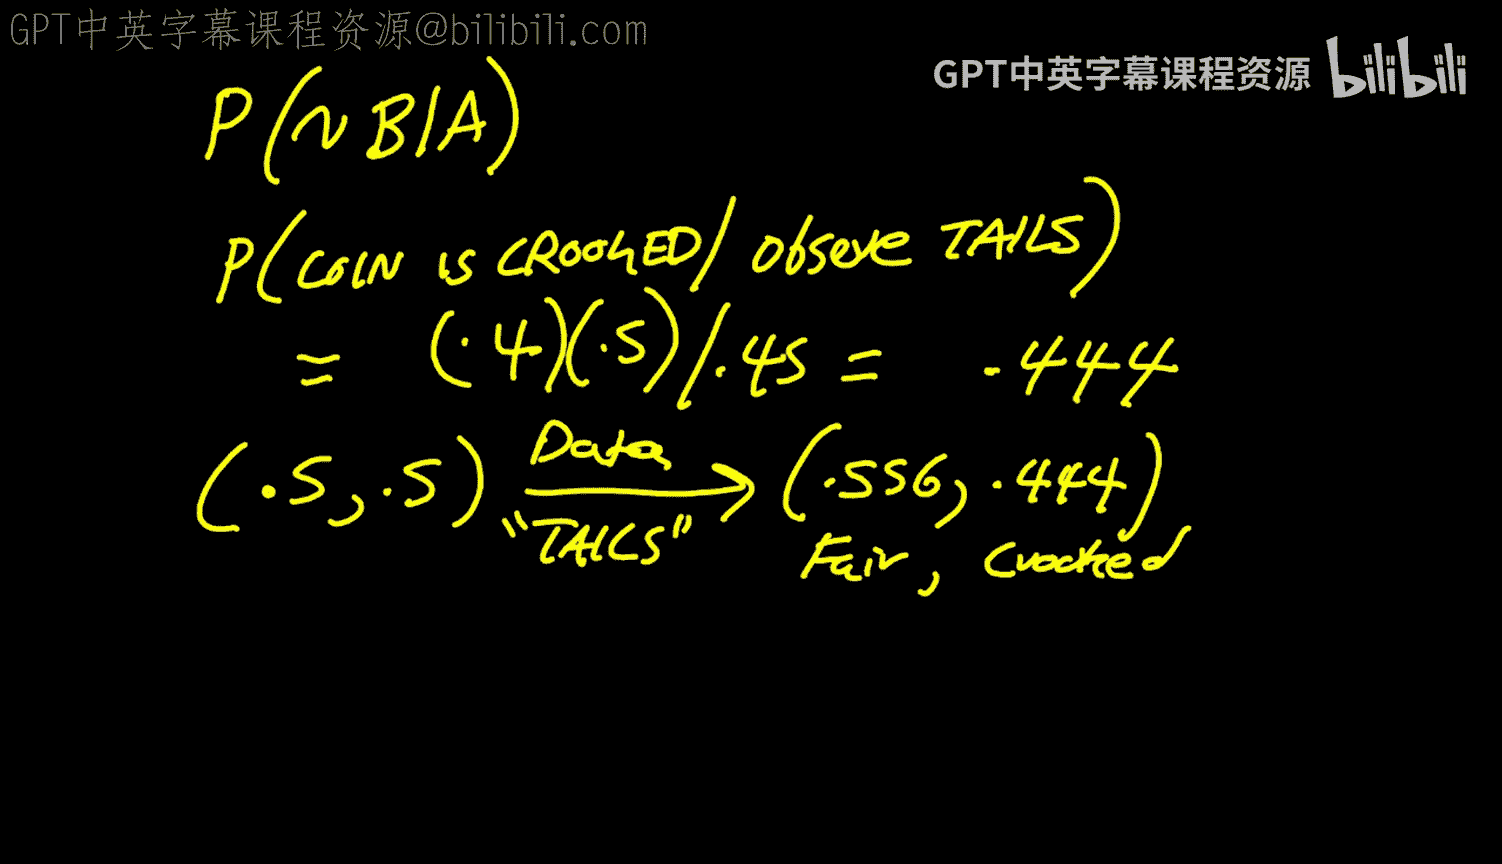 GPT中英字幕课程资源@bilibili.com
GPT中英字幕课程资源 bilibili
P(~B|A)
P(COIN is CROOKED/ observe TAILS)
= (.4)(.5)/.45 = .444
(.5,.5) Data "TAILS" → (.556, .444)
Fair, Crooked